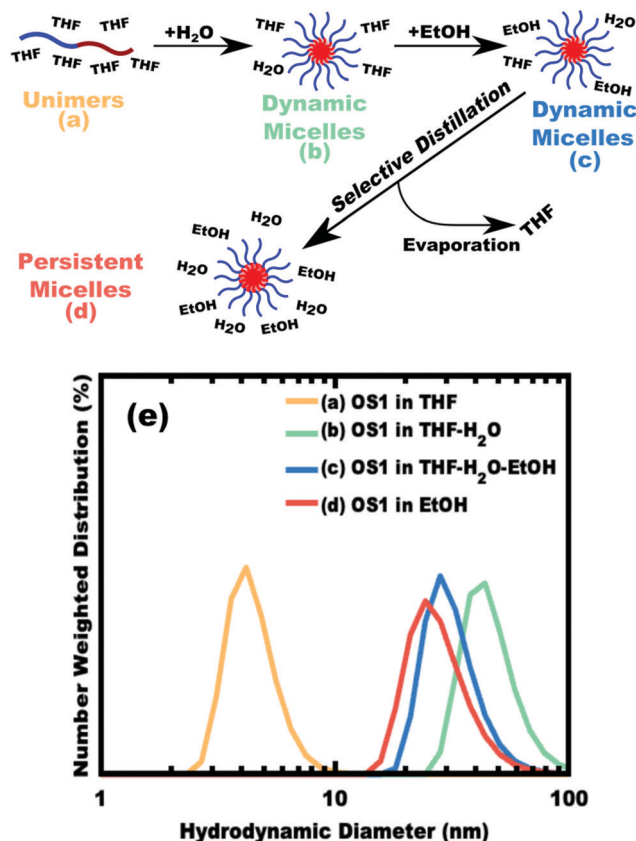 THF THF
THF THF THF THF
Unimers
(a)
+H₂O
THF THF
H₂O THF
Dynamic
Micelles
(b)
+EtOH
EtOH H₂O
THF EtOH
Dynamic
Micelles
(c)
Selective Distillation
Evaporation
THF
Persistent
Micelles
(d)
EtOH H₂O
H₂O EtOH
EtOH H₂O EtOH H₂O
(e)
(a) OS1 in THF
(b) OS1 in THF-H₂O
(c) OS1 in THF-H₂O-EtOH
(d) OS1 in EtOH
Number Weighted Distribution (%)
1 10 100
Hydrodynamic Diameter (nm)